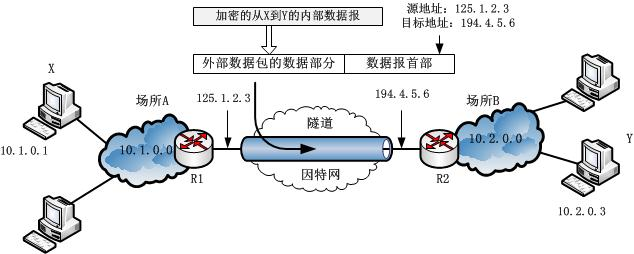 加密的从X到Y的内部数据报
源地址：125.1.2.3
目标地址：194.4.5.6
外部数据包的数据部分
数据报首部
X
场所A
125.1.2.3
194.4.5.6
场所B
隧道
Y
10.1.0.1
10.1.0.0
10.2.0.0
R1
因特网
R2
10.2.0.3